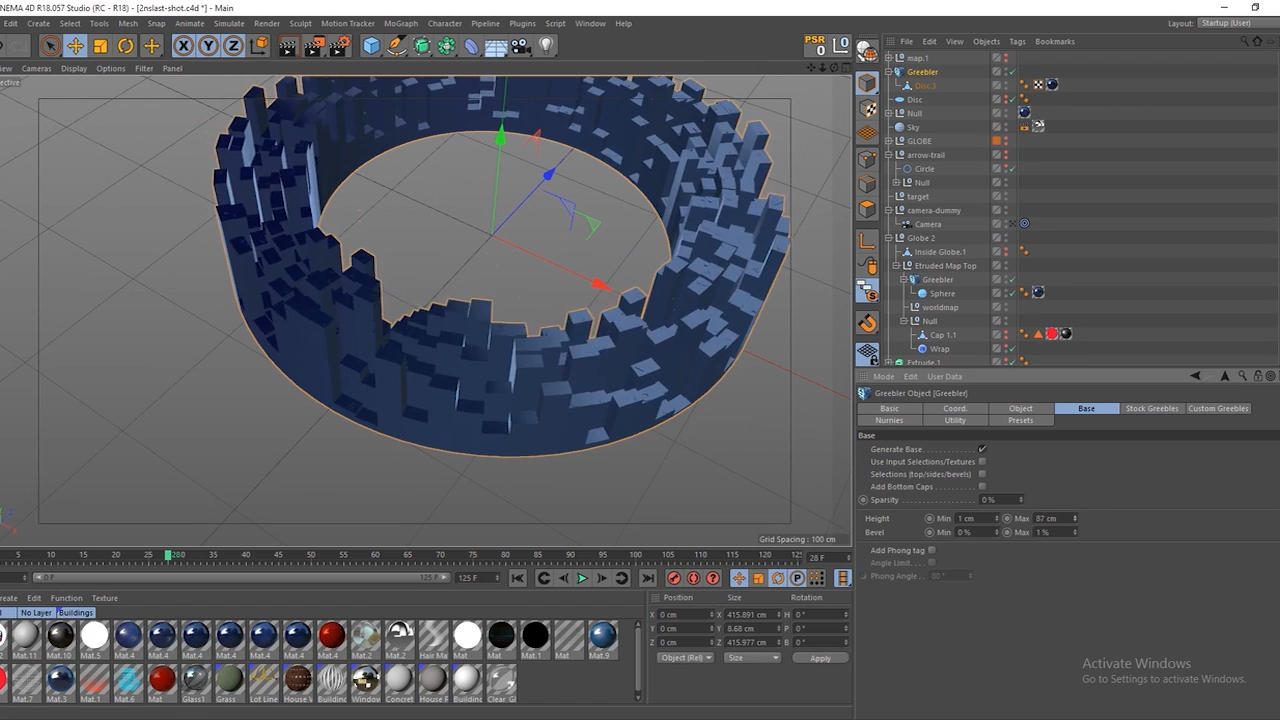 NEMA 4D R18.057 Studio (RC - R18) - [2nslast-shot.c4d *] - Main
Edit Create Select Tools Mesh Snap Animate Simulate Render Sculpt Motion Tracker MoGraph Character Pipeline Plugins Script Window Help
Layout: Startup (User)
X Y Z
PSR
0
0
File Edit View Objects Tags Bookmarks
Cameras Display Options Filter Panel
map.1
Greebler
Disc.3
Disc
Null
Sky
GLOBE
arrow-trail
Circle
Null
target
camera-dummy
Camera
Globe 2
Inside Globe.1
Etruded Map Top
Greebler
Sphere
worldmap
Null
Cap 1.1
Wrap
Extrude.1
Grid Spacing : 100 cm
Mode Edit User Data
Greebler Object [Greebler]
Basic Coord. Object Base Stock Greebles Custom Greebles
Nurnies Utility Presets
Base
Generate Base
Use Input Selections/Textures
Selections (top/sides/bevels)
Add Bottom Caps
Sparsity 0 %
Height Min 1 cm Max 87 cm
Bevel Min 0 % Max 1 %
Add Phong tag
Angle Limit
Phong Angle 80 °
5 10 15 20 25 280 35 40 45 50 55 60 65 70 75 80 85 90 95 100 105 110 115 120 28 F
0 F 125 F 125 F
Edit Function Texture
No Layer Buildings
Mat.11 Mat.10 Mat.5 Mat.4 Mat.4 Mat.4 Mat.4 Mat.4 Mat.4 Mat.2 Mat.2 Hair Ma Mat Mat Mat.1 Mat Mat.9
Mat.7 Mat.3 Mat.1 Mat.6 Mat Glass1 Grass Lot Line House Buildin Window Concret House R Buildin Clear_Gl
Position Size Rotation
X 0 cm X 415.891 cm H 0 °
Y 0 cm Y 8.68 cm P 0 °
Z 0 cm Z 415.977 cm B 0 °
Object (Rel) Size Apply
Activate Windows
Go to Settings to activate Windows.